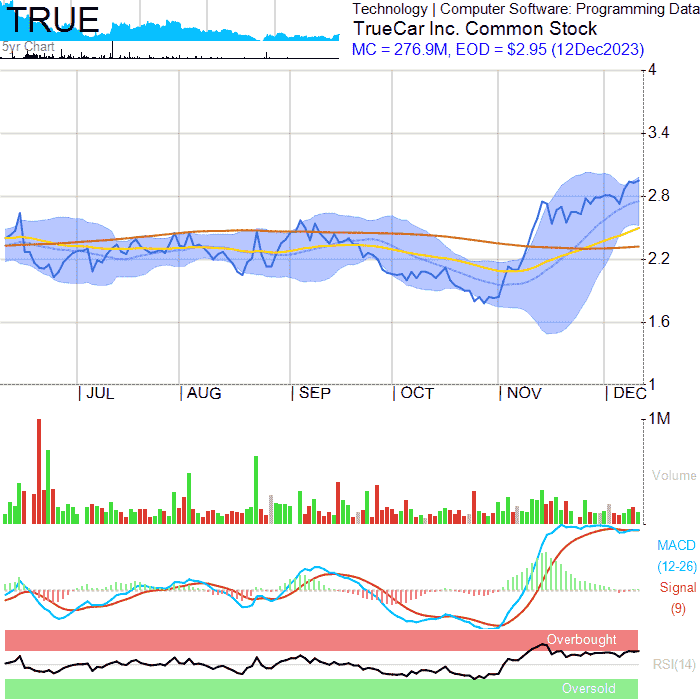 TRUE
5yr Chart
Technology | Computer Software: Programming Data
TrueCar Inc. Common Stock
MC = 276.9M, EOD = $2.95 (12Dec2023)
4
3.4
2.8
2.2
1.6
1
| JUL | AUG | SEP | OCT | NOV | DEC
1M
Volume
MACD
(12-26)
Signal
(9)
Overbought
RSI(14)
Oversold